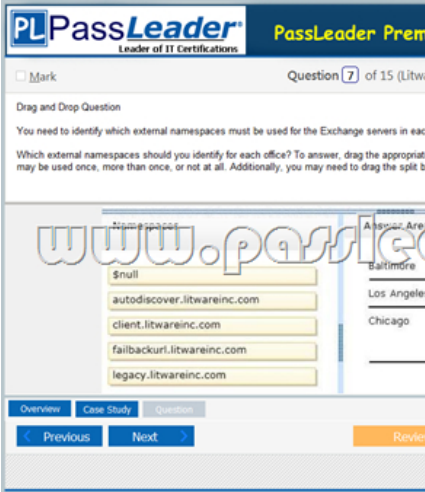 PL PassLeader®
Leader of IT Certifications
PassLeader Prem
Mark
Question 7 of 15 (Litwa
Drag and Drop Question
You need to identify which external namespaces must be used for the Exchange servers in eac
Which external namespaces should you identify for each office? To answer, drag the appropriat
may be used once, more than once, or not at all. Additionally, you may need to drag the split b
Namespaces
Answer Are
www.passlea
$null
autodiscover.litwareinc.com
client.litwareinc.com
failbackurl.litwareinc.com
legacy.litwareinc.com
Baltimore
Los Angele
Chicago
Overview
Case Study
Question
Previous
Next
Revie